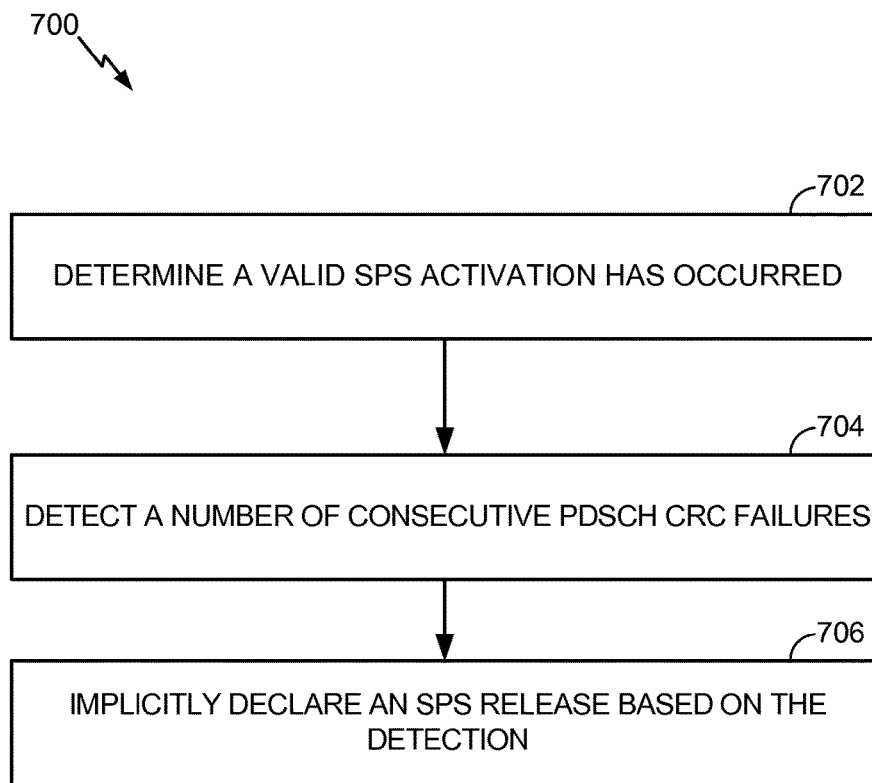 700
702
DETERMINE A VALID SPS ACTIVATION HAS OCCURRED
704
DETECT A NUMBER OF CONSECUTIVE PDSCH CRC FAILURES
706
IMPLICITLY DECLARE AN SPS RELEASE BASED ON THE
DETECTION